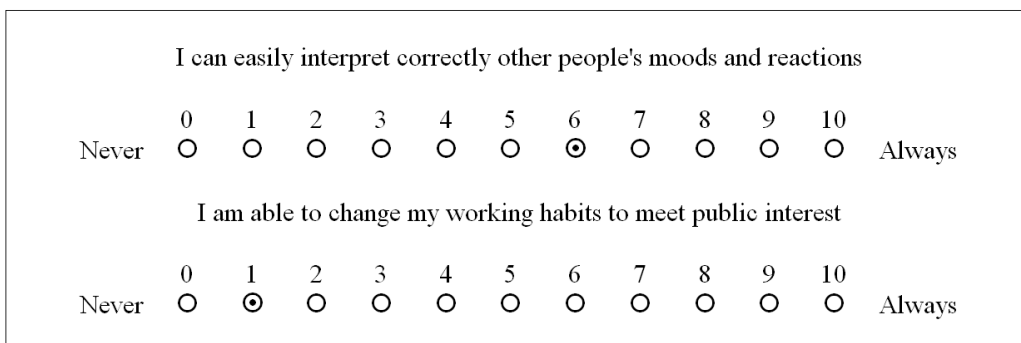 I can easily interpret correctly other people's moods and reactions
0 1 2 3 4 5 6 7 8 9 10
Never Always
I am able to change my working habits to meet public interest
0 1 2 3 4 5 6 7 8 9 10
Never Always